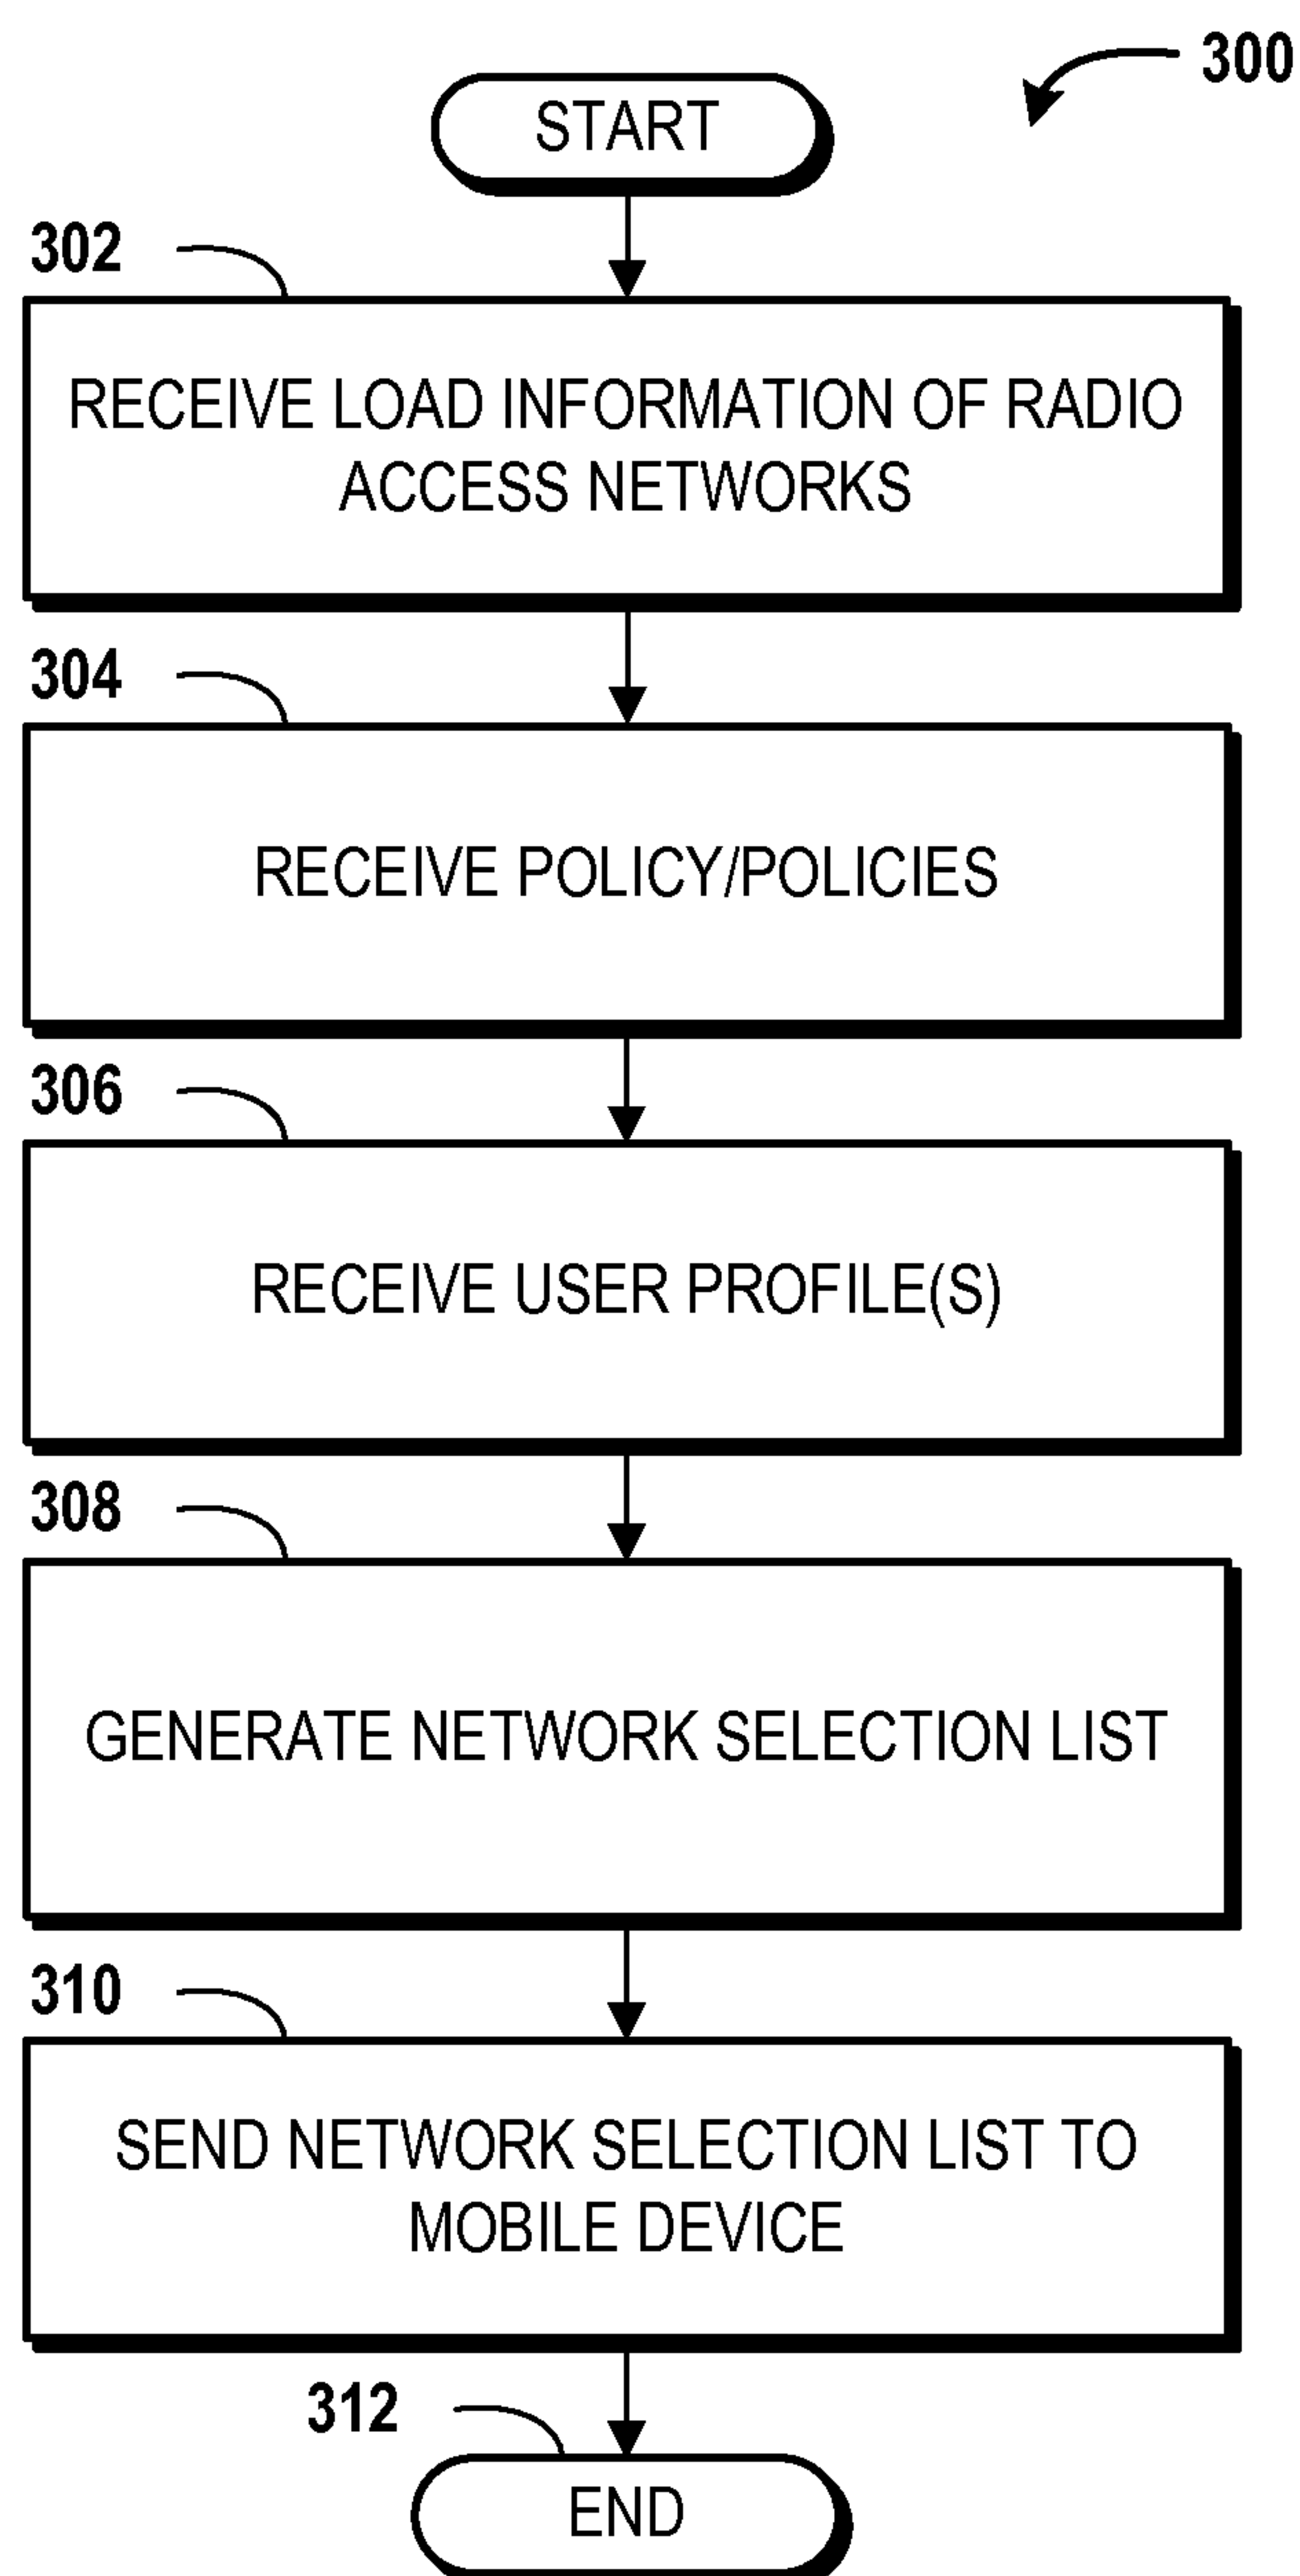 300
START
302
RECEIVE LOAD INFORMATION OF RADIO
ACCESS NETWORKS
304
RECEIVE POLICY/POLICIES
306
RECEIVE USER PROFILE(S)
308
GENERATE NETWORK SELECTION LIST
310
SEND NETWORK SELECTION LIST TO
MOBILE DEVICE
312
END